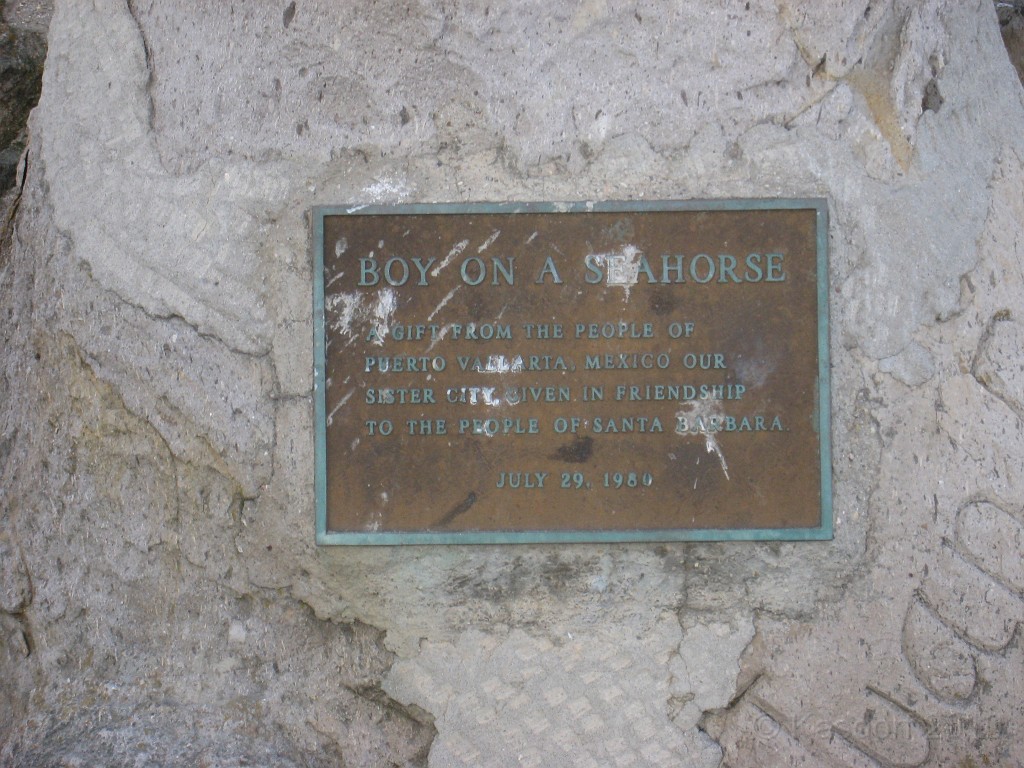 BOY ON A SEAHORSE
A GIFT FROM THE PEOPLE OF
PUERTO VALLARTA, MEXICO OUR
SISTER CITY GIVEN IN FRIENDSHIP
TO THE PEOPLE OF SANTA BARBARA.
JULY 29, 1980